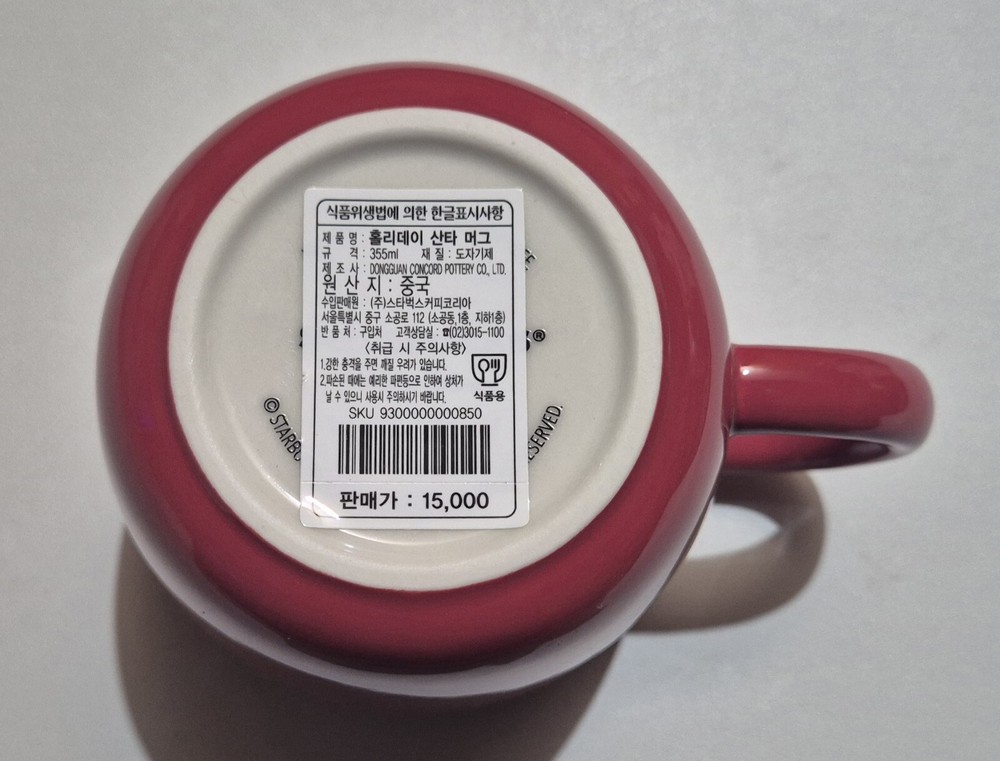 식품위생법에 의한 한글표시사항
제 품 명 : 홀리데이 산타 머그
규 격 : 355ml 재 질 : 도자기제
제 조 사 : DONGGUAN CONCORD POTTERY CO., LTD.
원 산 지 : 중국
수입판매원 : (주)스타벅스커피코리아
서울특별시 중구 소공로 112 (소공동,1층, 지하1층)
반 품 처 : 구입처 고객상담실 : ☎(02)3015-1100
<취급 시 주의사항>
1.강한 충격을 주면 깨질 우려가 있습니다.
2.파손된 때에는 예리한 파편등으로 인하여 상처가
날 수 있으니 사용시 주의하시기 바랍니다.
식품용
SKU 9300000000850
판매가 : 15,000
®
© STARBU
ESERVED.